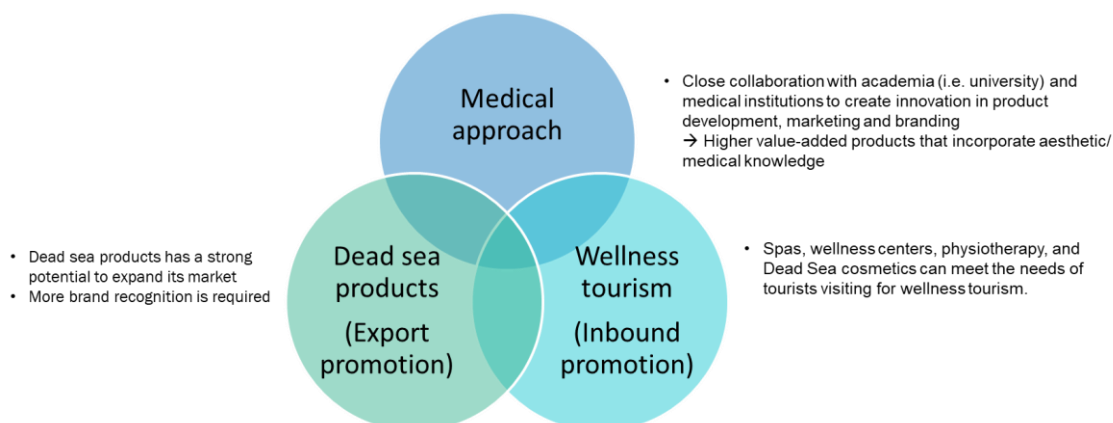 Medical
approach
• Close collaboration with academia (i.e. university) and
medical institutions to create innovation in product
development, marketing and branding
→ Higher value-added products that incorporate aesthetic/
medical knowledge
• Dead sea products has a strong
potential to expand its market
• More brand recognition is required
Dead sea
products
(Export
promotion)
Wellness
tourism
(Inbound
promotion)
• Spas, wellness centers, physiotherapy, and
Dead Sea cosmetics can meet the needs of
tourists visiting for wellness tourism.